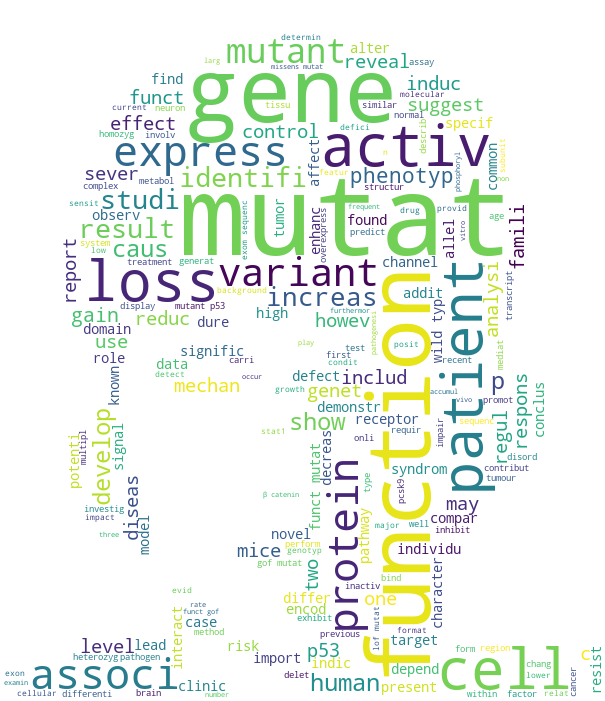 determin
mutant
larg
missens mutat
assay
find
gene
reveal
alter
molecular
funct
induc
current
neuron
tissu
similar
normal
suggest
effect
control
defici
describ
specif
homozyg
involv
express
activ
n
subunit
common
non
sever
metabol
identifi
featur
affect
phenotyp
phosphoryl
complex
structur
studi
mutat
sensit
tumor
exom sequenc
frequent
drug
provid
age
observ
enhanc
overexpress
found
predict
allel
vitro
famili
result
report
caus
system
low
loss
variant
channel
wild typ
patient
analysi
transcript
treatment
generat
background
increas
function
addit
mediat
display
mutant p53
furthermor
gain
reduc
dure
high
howev
pathogenesi
posit
domain
use
role
play
test
recent
signific
data
carri
first
condit
known
detect
occur
mechan
defect
includ
p
accumul
vivo
promot
develop
growth
genet
demonstr
respons
conclus
potenti
multipl
signal
show
receptor
requir
impair
regul
sequenc
contribut
tumour
stat1
onli
decreas
disord
syndrom
diseas
model
β catenin
funct mutat
protein
type
pcsk9
may
investig
impact
compar
inhibit
three
novel
major
well
mice
perform
genotyp
pathway
individu
gof mutat
two
bind
evid
inactiv
differ
one
character
rate
funct gof
encod
exhibit
lof mutat
format
case
method
interact
previous
target
level
lead
risk
p53
depend
form
region
c
resist
heterozyg
pathogen
import
indic
chang
lower
exon
examin
associ
clinic
delet
human
present
cell
cancer
cellular
differenti
brain
number
within
factor
relat